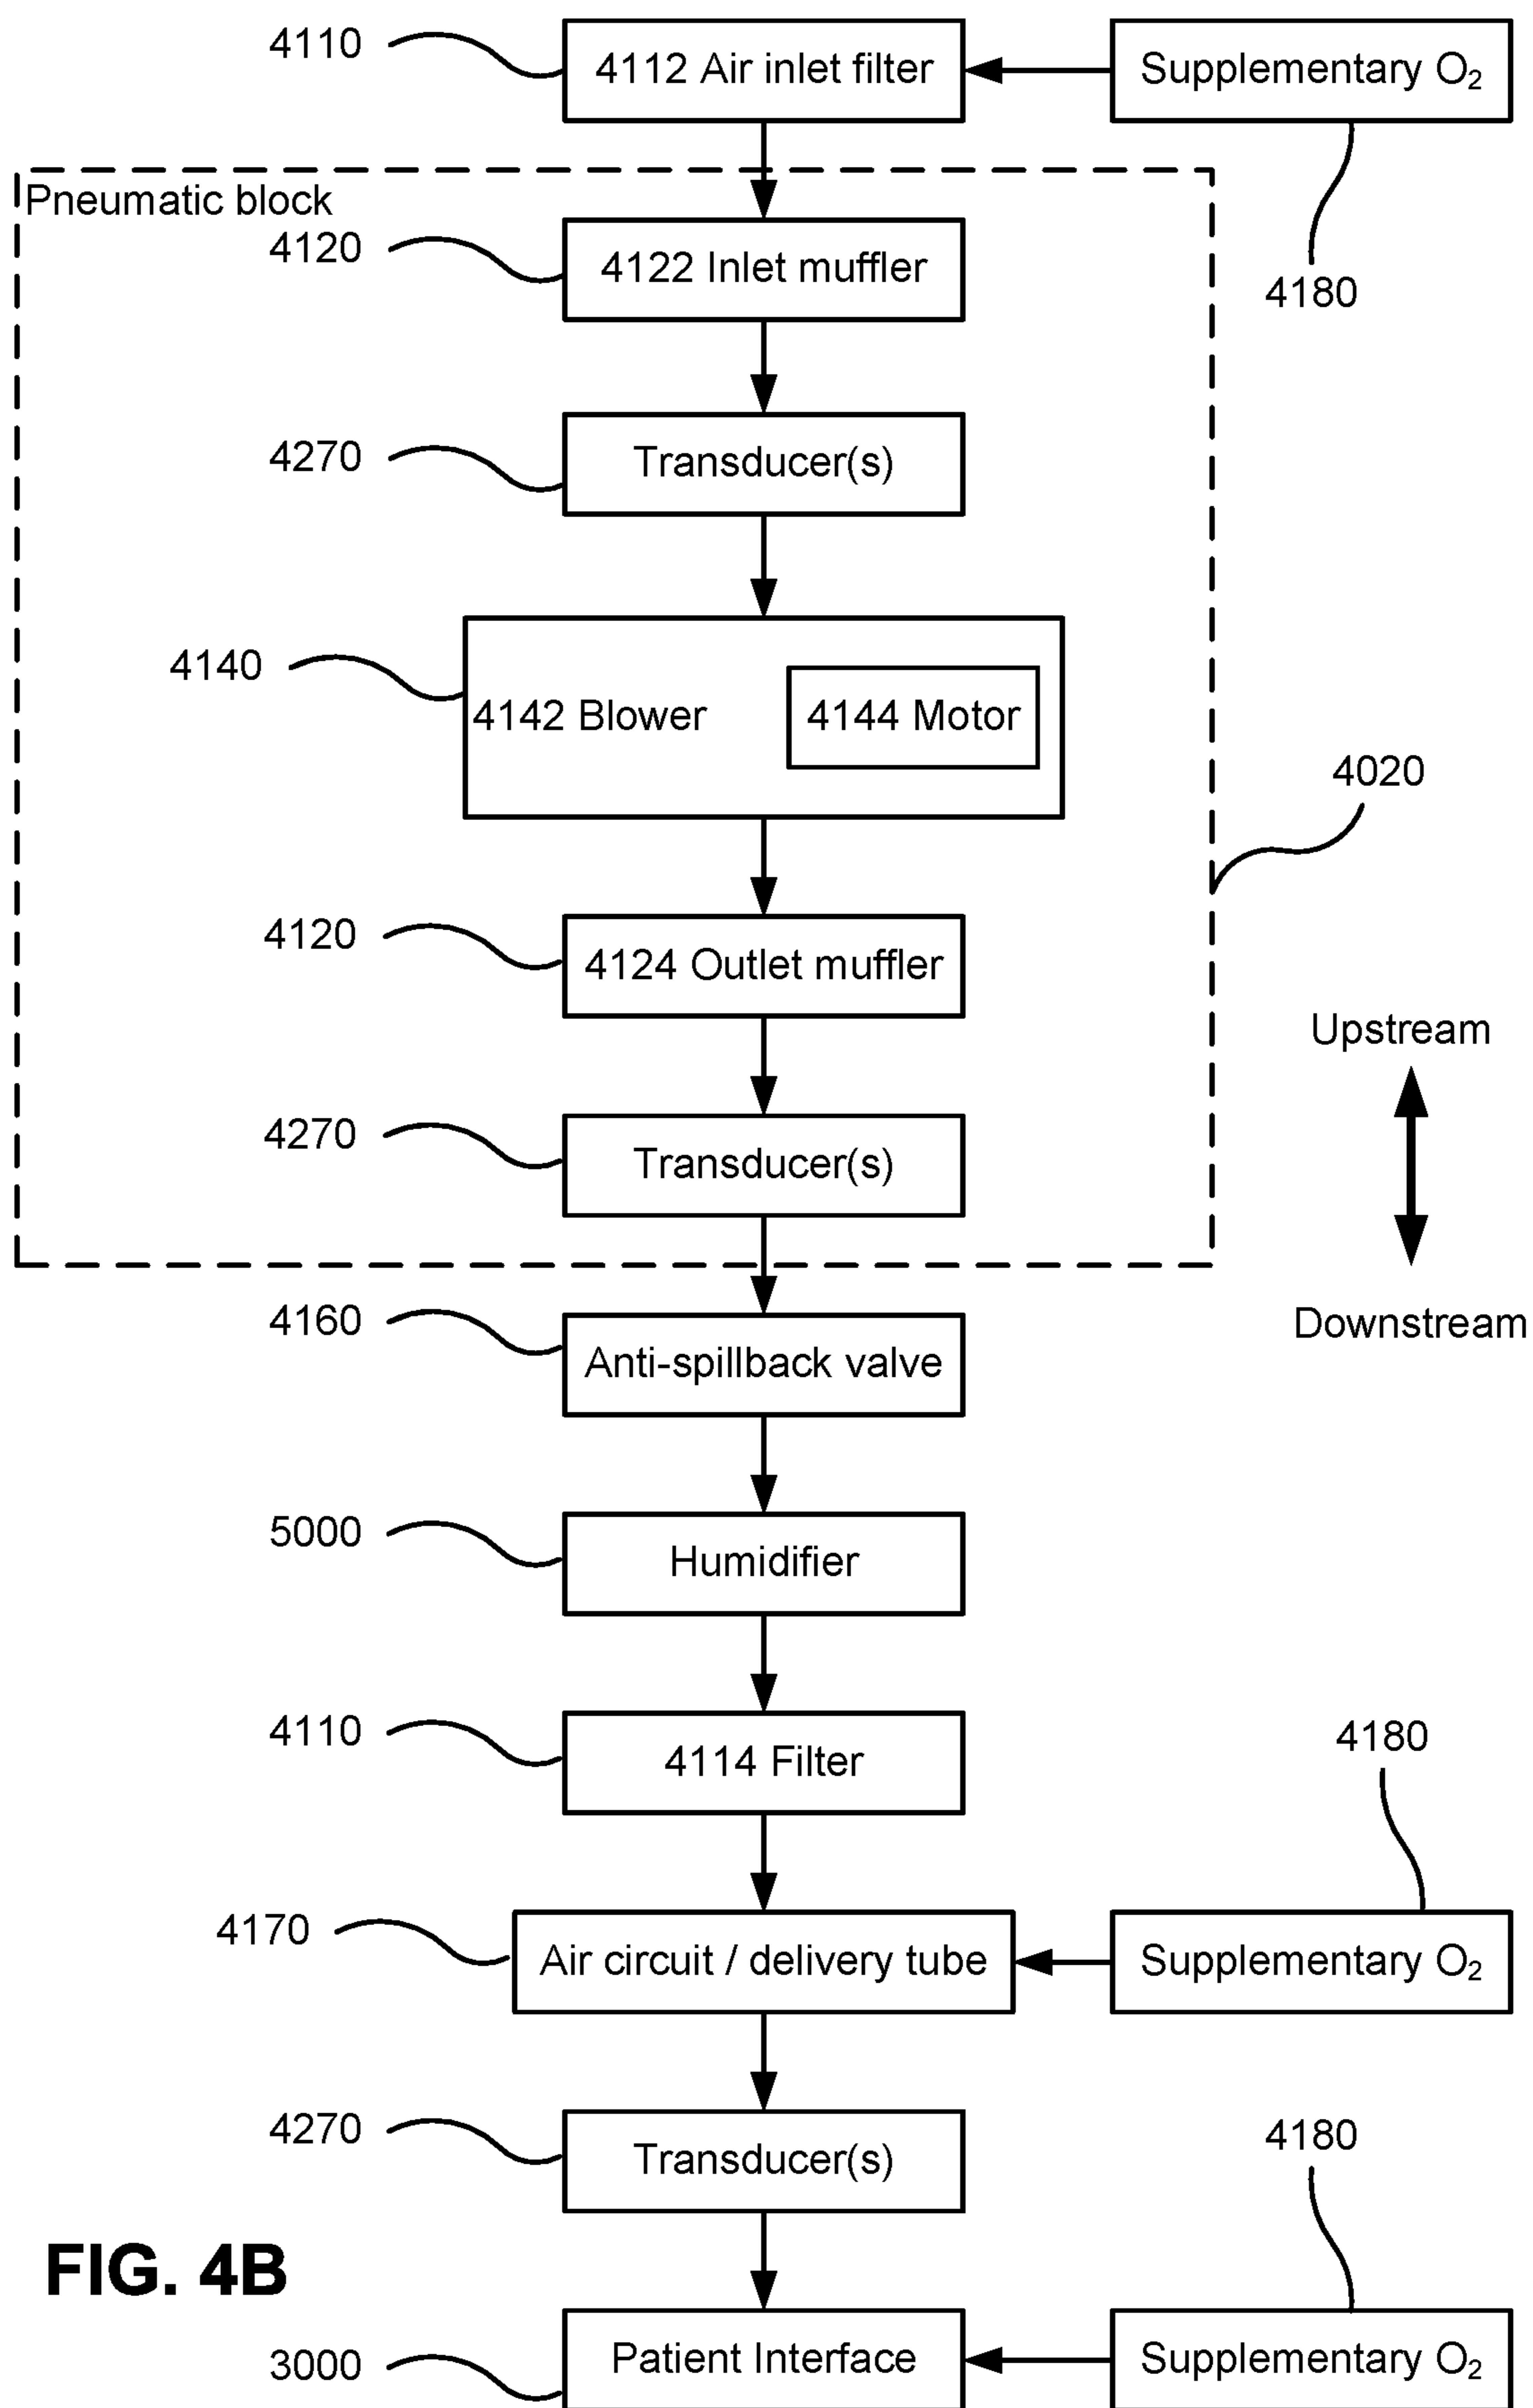 4110
4112 Air inlet filter
Supplementary O₂
Pneumatic block
4120
4122 Inlet muffler
4180
4270
Transducer(s)
4140
4142 Blower
4144 Motor
4020
4120
4124 Outlet muffler
Upstream
4270
Transducer(s)
4160
Anti-spillback valve
Downstream
5000
Humidifier
4110
4114 Filter
4180
4170
Air circuit / delivery tube
Supplementary O₂
4270
Transducer(s)
4180
FIG. 4B
3000
Patient Interface
Supplementary O₂